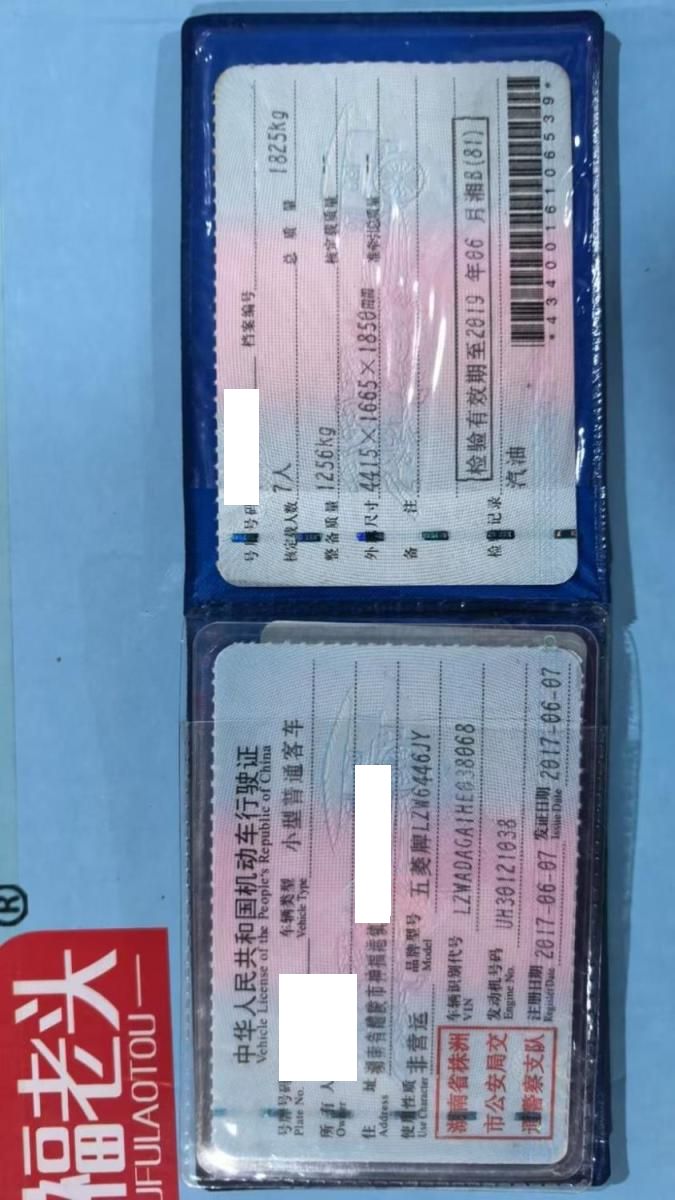 中华人民共和国机动车行驶证
Vehicle License of the People's Republic of China
号牌号码
Plate No.
车辆类型
Vehicle Type
小型普通客车
所有人
Owner
住 址
Address
湖南省醴陵市
使用性质
Use Character
非营运
品牌型号
Model
五菱牌LZW6446JY
湖南省株洲
市公安局交
通警察支队
车辆识别代号
VIN
LZWADAGA1HE038068
发动机号码
Engine No.
UH30121038
注册日期
Register Date
2017-06-07
发证日期
Issue Date
2017-06-07
号牌号码
档案编号
核定载人数
7人
总 质 量
1825kg
整备质量
1256kg
核定载质量
外廓尺寸
4415×1665×1850mm
准牵引总质量
备 注
检验有效期至2019 年06 月湘B(81)
检验记录
汽油
*4340016106539*
福老头
JFULAOTOU
®